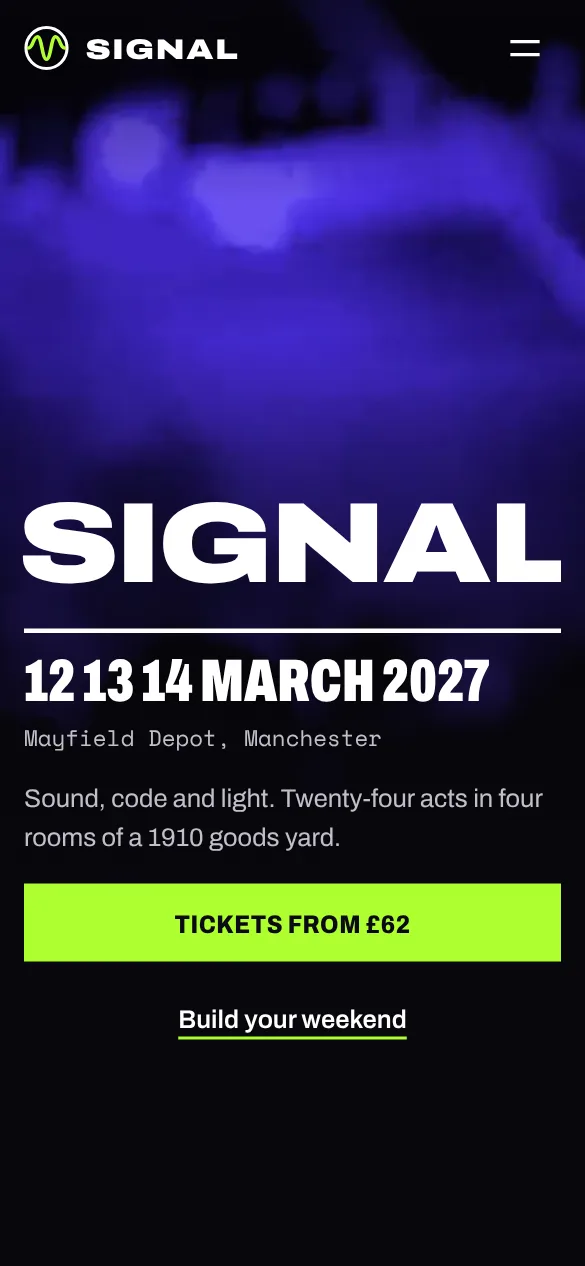 SIGNAL
SIGNAL
12 13 14 MARCH 2027
Mayfield Depot, Manchester
Sound, code and light. Twenty-four acts in four
rooms of a 1910 goods yard.
TICKETS FROM £62
Build your weekend